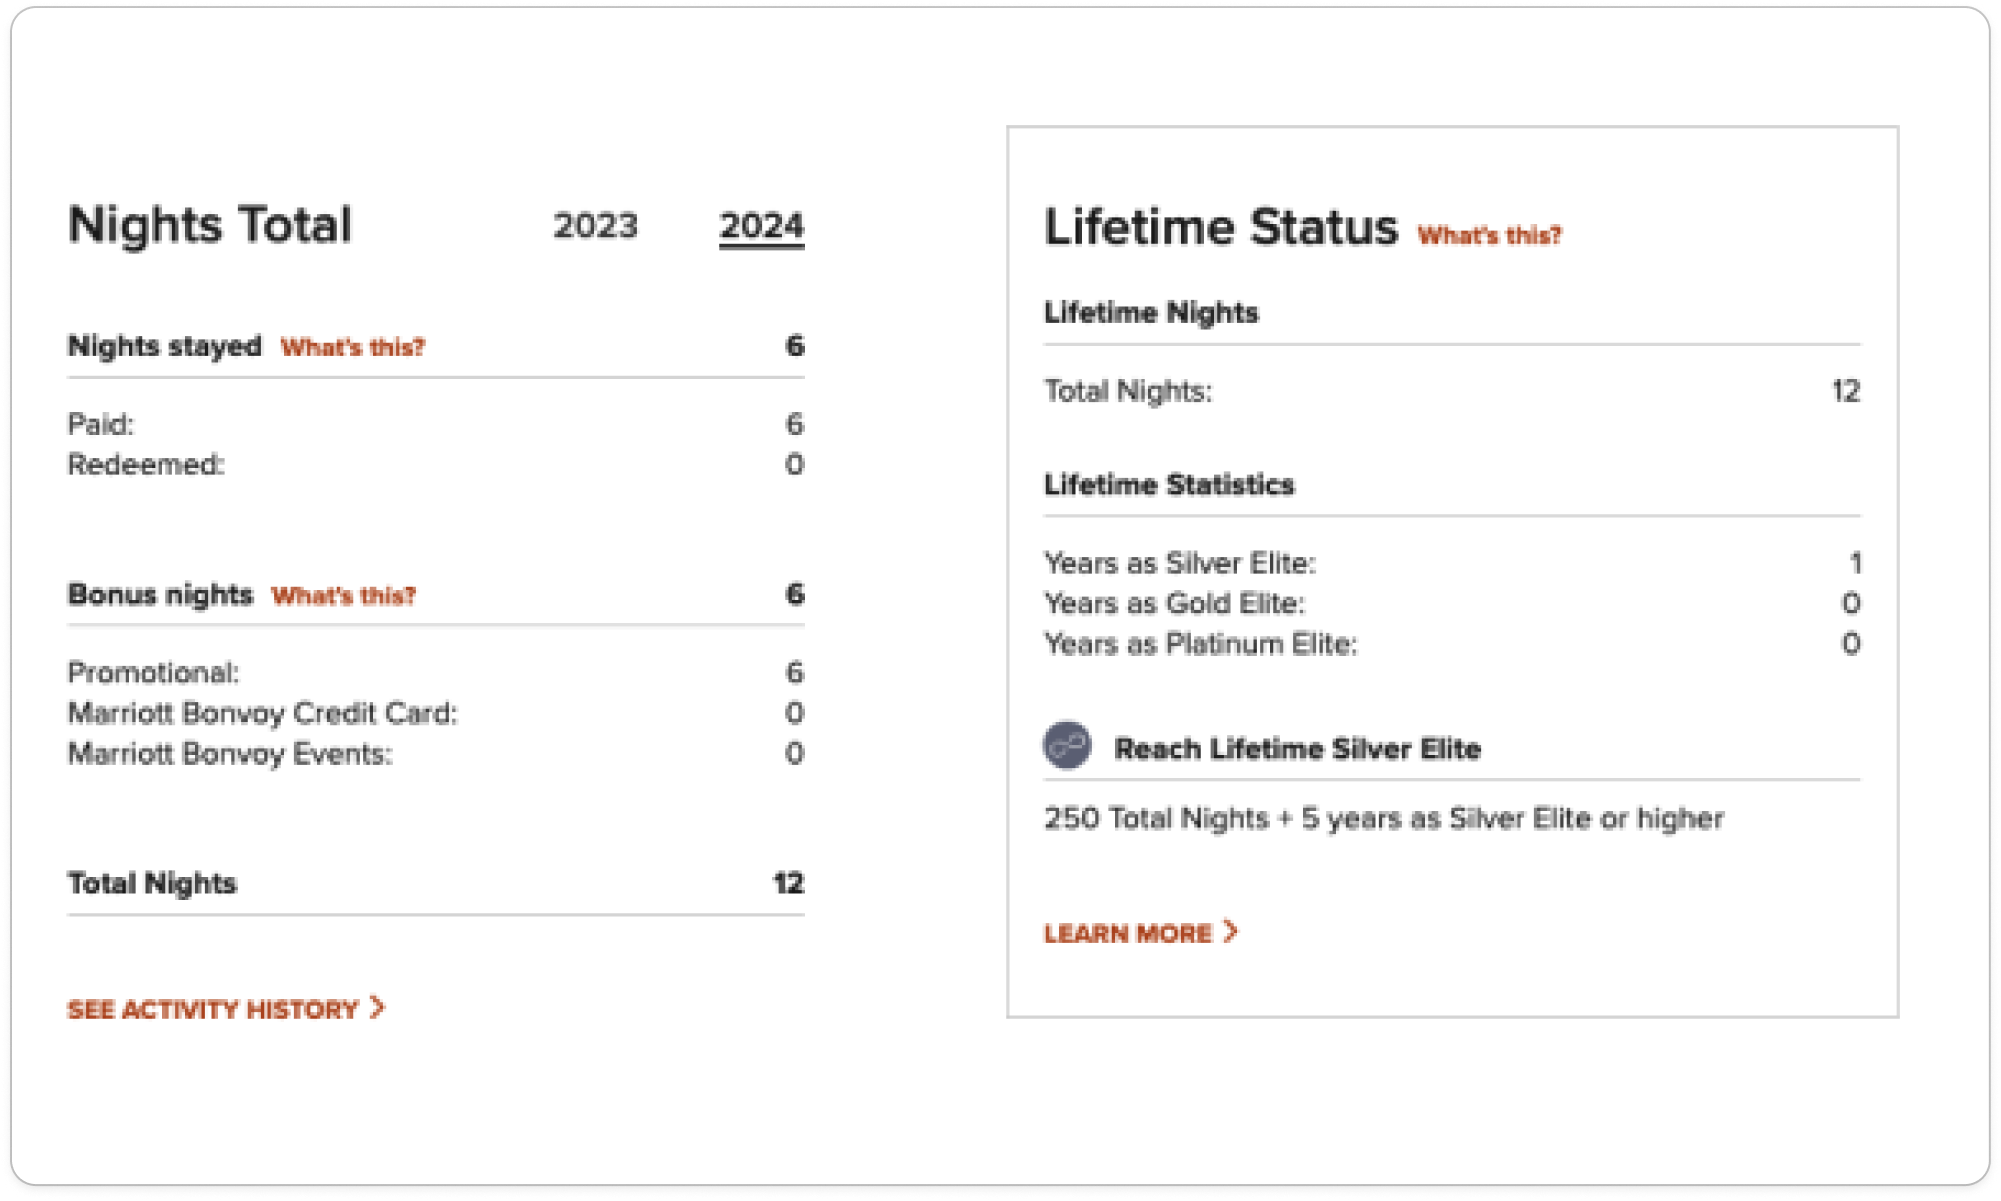 Nights Total 2023 2024
Nights stayed What's this? 6
Paid: 6
Redeemed: 0
Bonus nights What's this? 6
Promotional: 6
Marriott Bonvoy Credit Card: 0
Marriott Bonvoy Events: 0
Total Nights 12
SEE ACTIVITY HISTORY >
Lifetime Status What's this?
Lifetime Nights
Total Nights: 12
Lifetime Statistics
Years as Silver Elite: 1
Years as Gold Elite: 0
Years as Platinum Elite: 0
Reach Lifetime Silver Elite
250 Total Nights + 5 years as Silver Elite or higher
LEARN MORE >